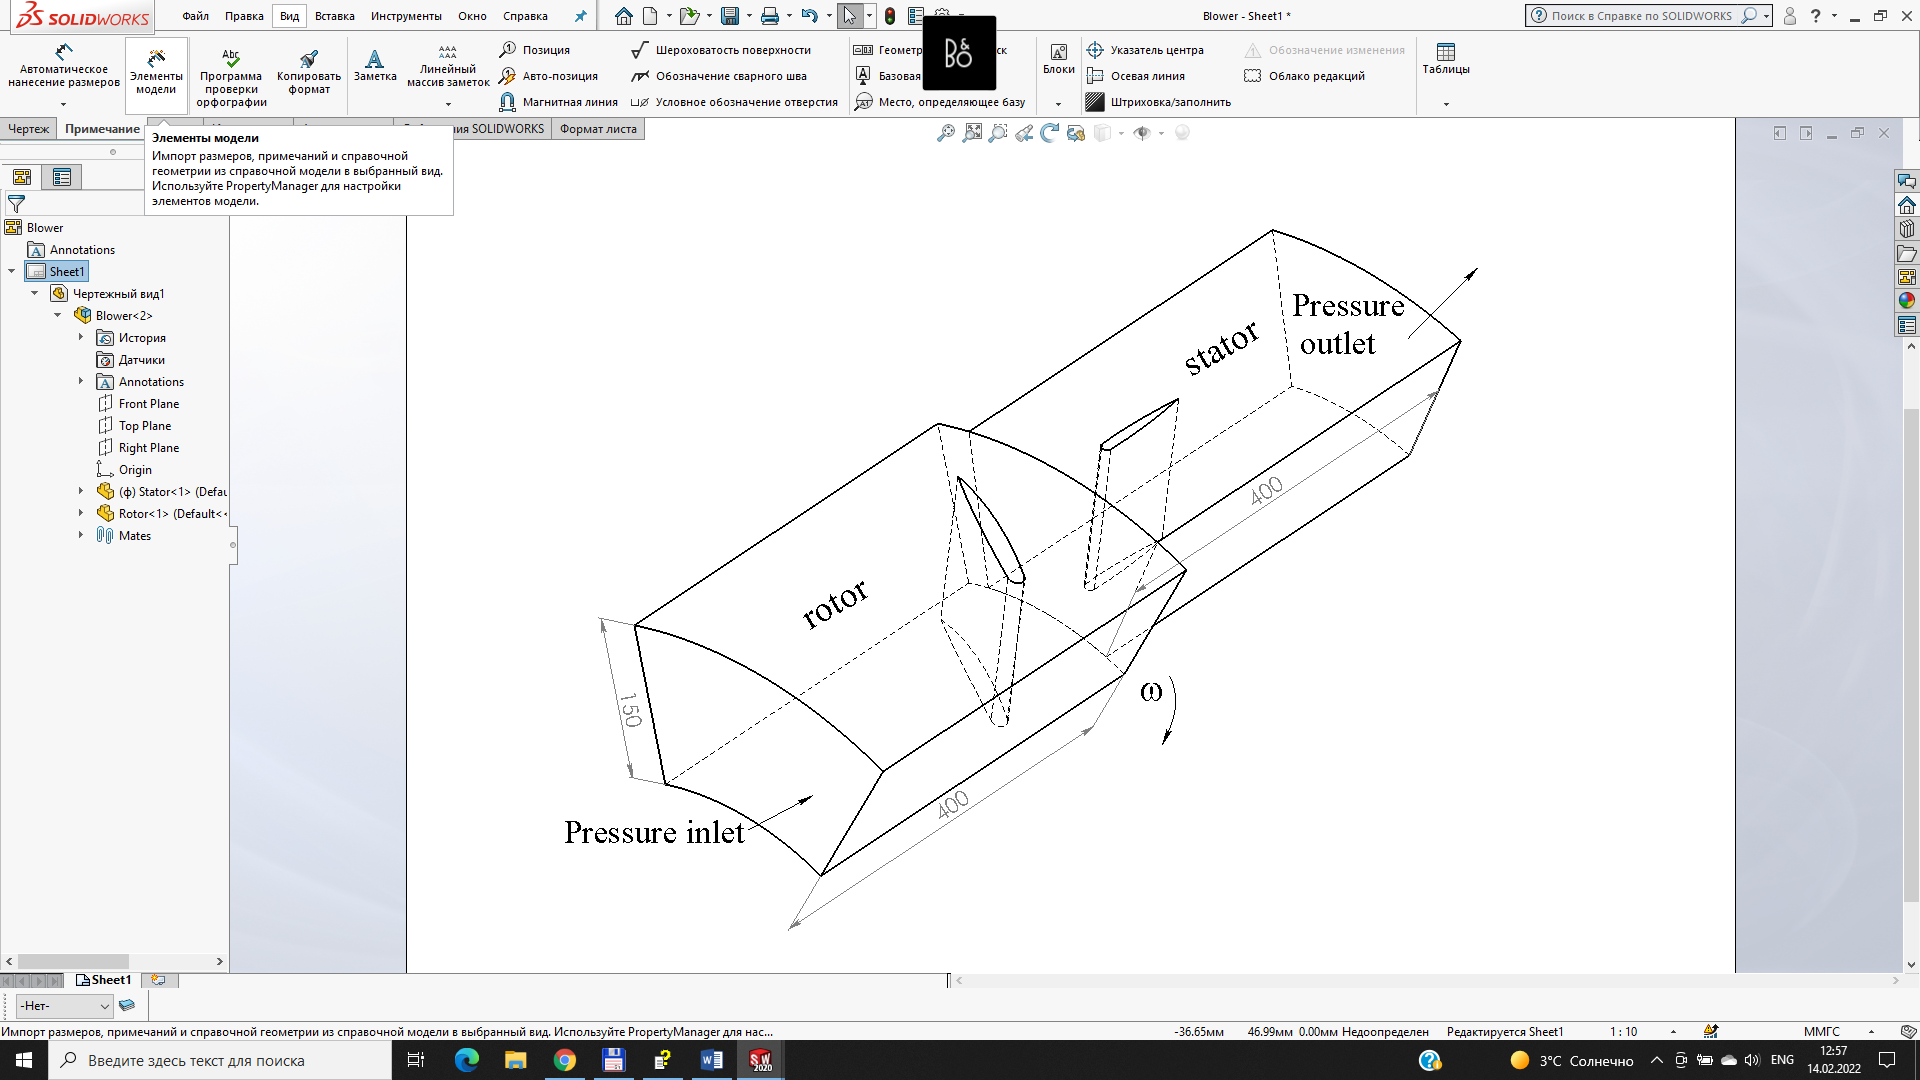 SOLIDWORKS
Файл Правка Вид Вставка Инструменты Окно Справка
Blower - Sheet1 *
Поиск в Справке по SOLIDWORKS
Автоматическое
нанесение размеров
Элементы
модели
Abc
Программа
проверки
орфографии
Копировать
формат
Заметка
Линейный
массив заметок
Позиция
Авто-позиция
Магнитная линия
Шероховатость поверхности
Обозначение сварного шва
Условное обозначение отверстия
B&O
Базовая
Место, определяющее базу
Блоки
Указатель центра
Осевая линия
Штриховка/заполнить
Обозначение изменения
Облако редакций
Таблицы
Чертеж Примечание SOLIDWORKS Формат листа
Элементы модели
Импорт размеров, примечаний и справочной
геометрии из справочной модели в выбранный вид.
Используйте PropertyManager для настройки
элементов модели.
Blower
Annotations
Sheet1
Чертежный вид1
Blower<2>
История
Датчики
Annotations
Front Plane
Top Plane
Right Plane
Origin
(ф) Stator<1> (Defau
Rotor<1> (Default<<
Mates
Pressure
outlet
stator
400
rotor
150
ω
400
Pressure inlet
Sheet1
-Нет-
Импорт размеров, примечаний и справочной геометрии из справочной модели в выбранный вид. Используйте PropertyManager для нас...
-36.65мм 46.99мм 0.00мм Недоопределен Редактируется Sheet1 1 : 10 ММГС
Введите здесь текст для поиска
SW
2020
3°C Солнечно
ENG
12:57
14.02.2022